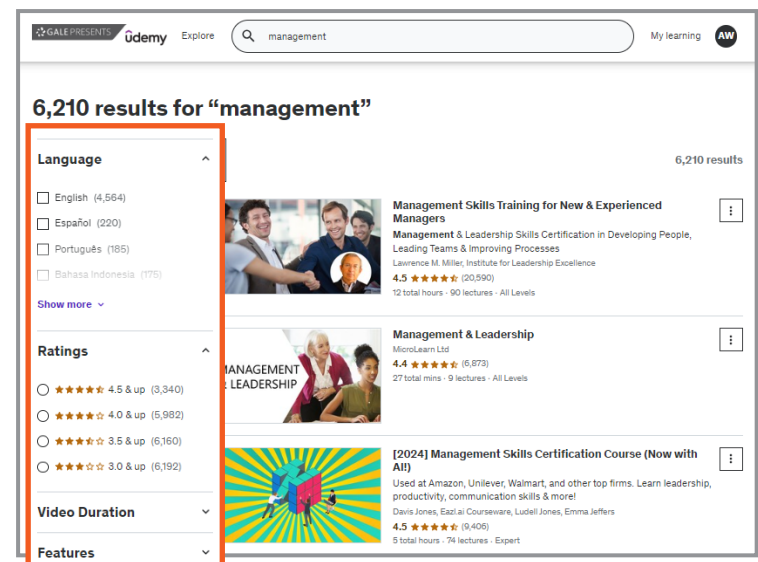 GALE PRESENTS ûdemy Explore management My learning AW
6,210 results for “management”
Language
English (4,564)
Español (220)
Português (185)
Bahasa Indonesia (175)
Show more
Ratings
4.5 & up (3,340)
4.0 & up (5,982)
3.5 & up (6,160)
3.0 & up (6,192)
Video Duration
Features
6,210 results
Management Skills Training for New & Experienced
Managers
Management & Leadership Skills Certification in Developing People,
Leading Teams & Improving Processes
Lawrence M. Miller, Institute for Leadership Excellence
4.5 (20,590)
12 total hours · 90 lectures · All Levels
MANAGEMENT
LEADERSHIP
Management & Leadership
MicroLearn Ltd
4.4 (6,873)
27 total mins · 9 lectures · All Levels
[2024] Management Skills Certification Course (Now with
AI!)
Used at Amazon, Unilever, Walmart, and other top firms. Learn leadership,
productivity, communication skills & more!
Davis Jones, Eazl.ai Courseware, Ludell Jones, Emma Jeffers
4.5 (9,406)
5 total hours · 74 lectures · Expert